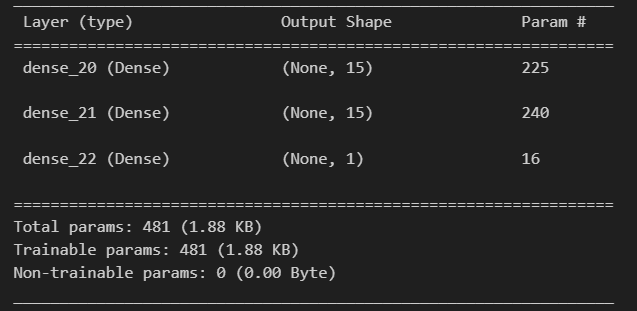 Layer (type) Output Shape Param #
=================================================================
dense_20 (Dense) (None, 15) 225
dense_21 (Dense) (None, 15) 240
dense_22 (Dense) (None, 1) 16
=================================================================
Total params: 481 (1.88 KB)
Trainable params: 481 (1.88 KB)
Non-trainable params: 0 (0.00 Byte)